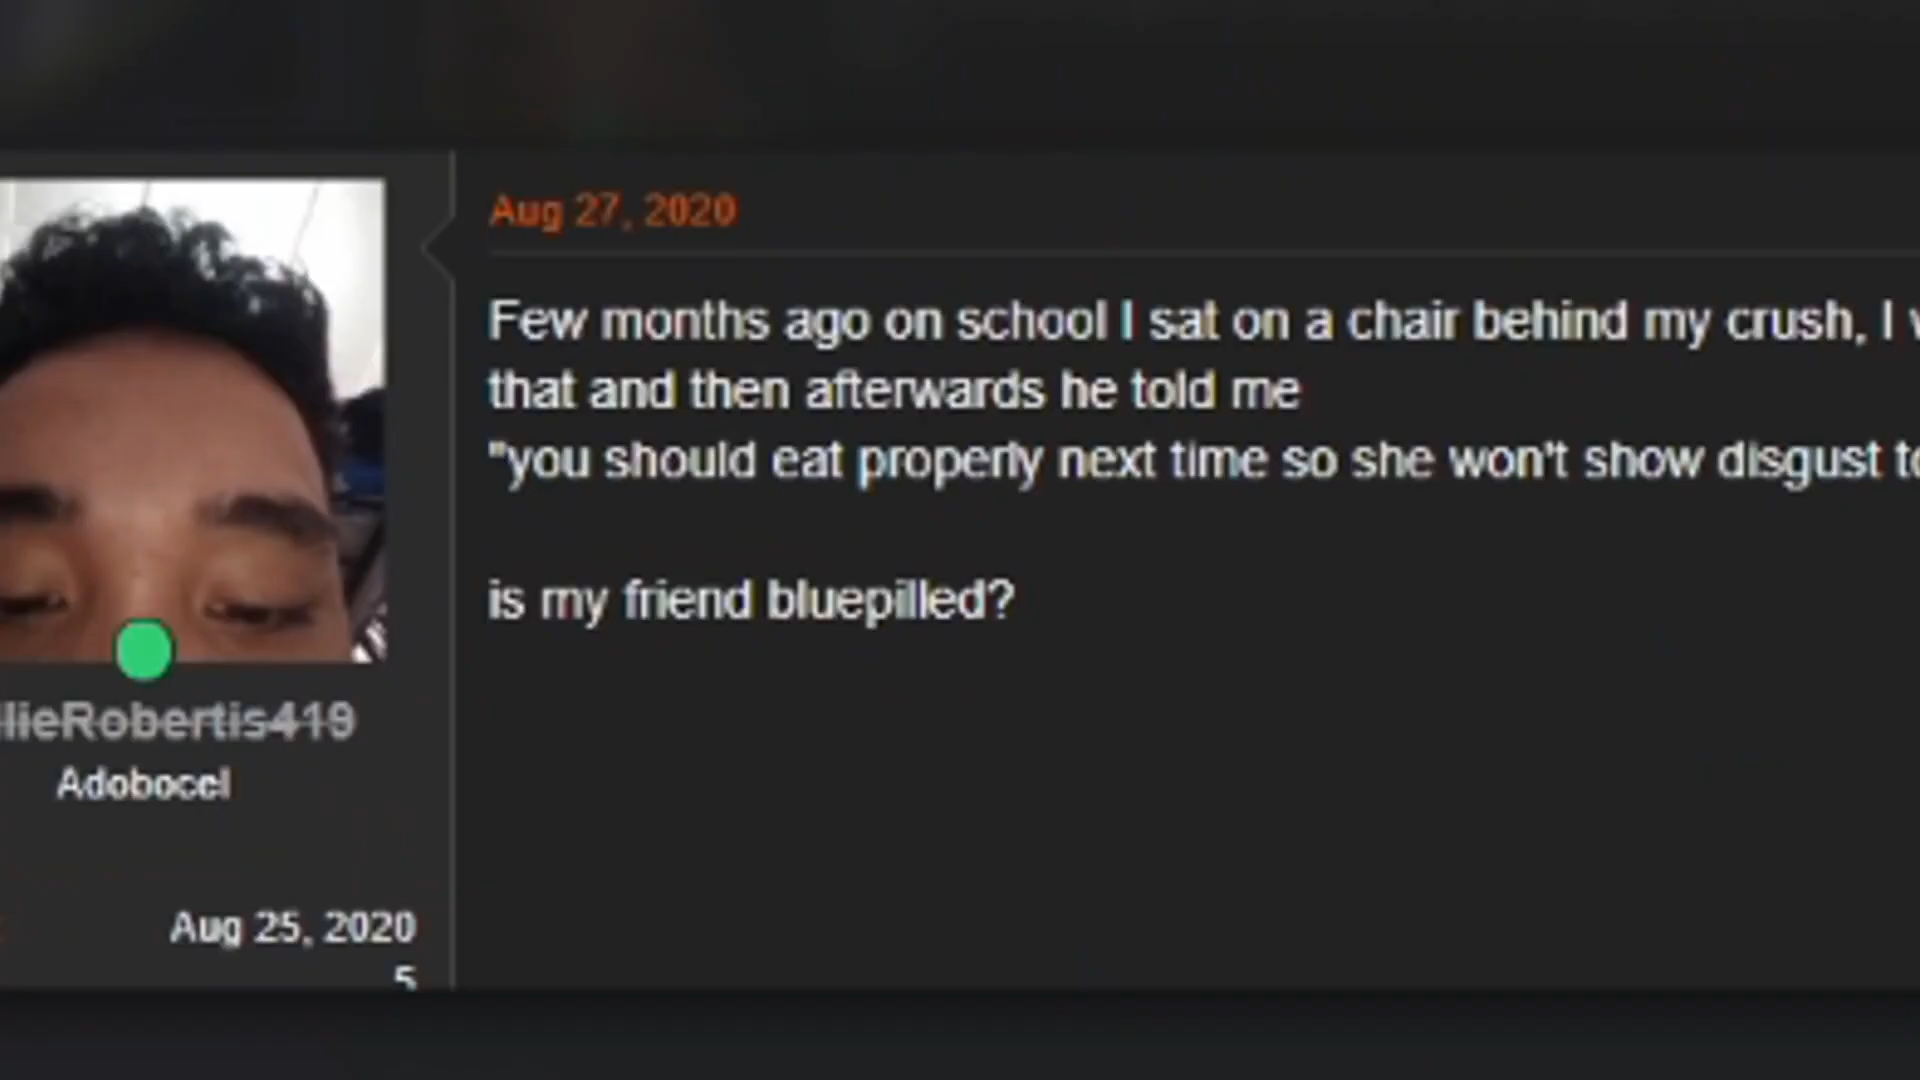 Aug 27, 2020
Few months ago on school I sat on a chair behind my crush, I
that and then afterwards he told me
"you should eat properly next time so she won't show disgust
is my friend bluepilled?
llieRobertis419
Adobocel
Aug 25, 2020
5